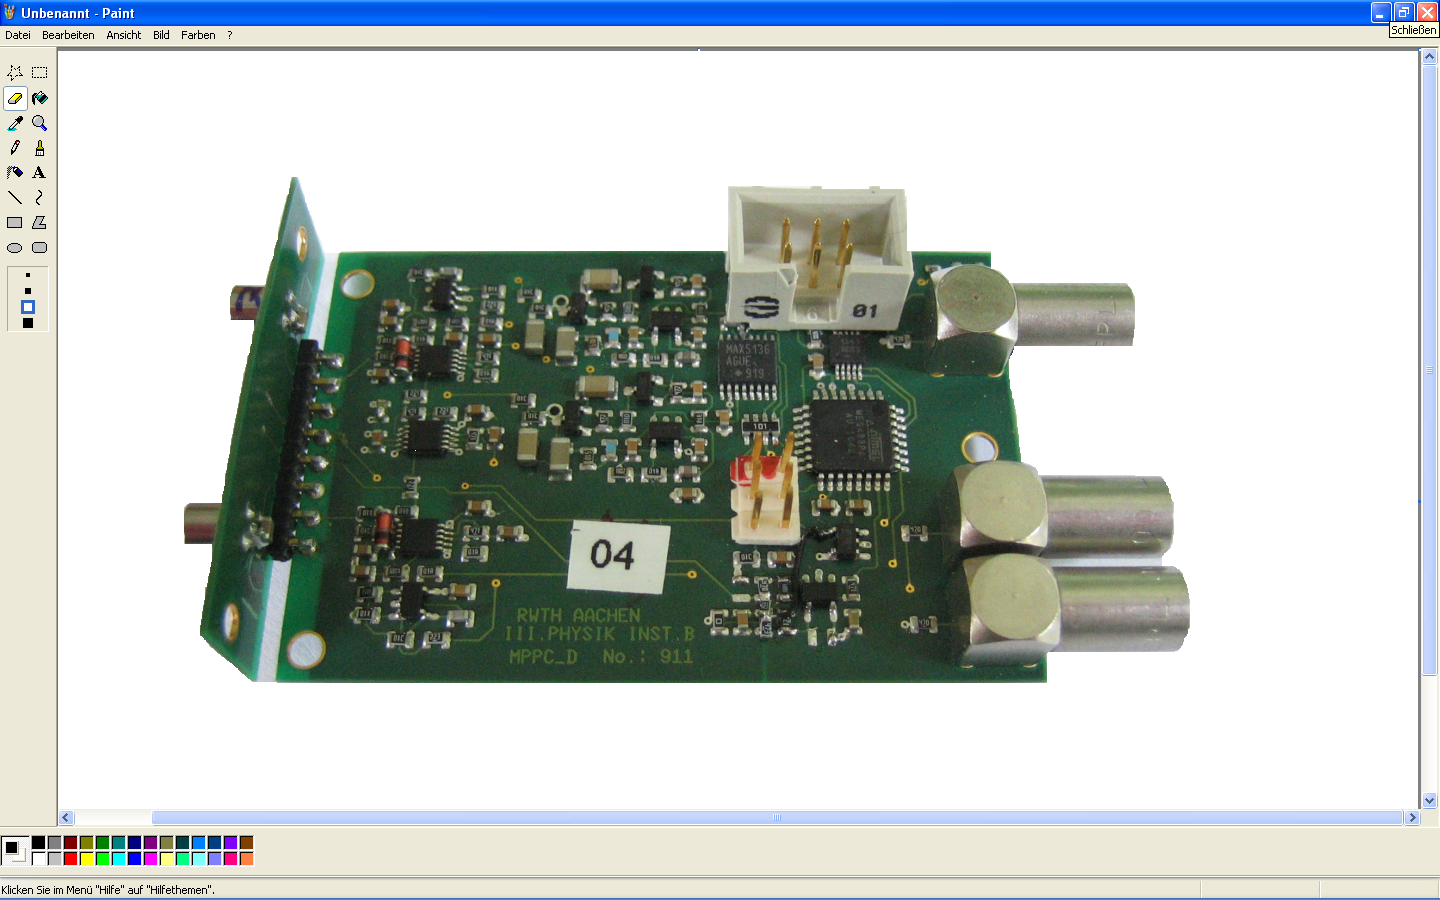 Unbenannt - Paint
Schließen
Datei Bearbeiten Ansicht Bild Farben ?
01
MAX5136
AGUE
919
101
04
RWTH AACHEN
III.PHYSIK INST.B
MPPC_D No.: 911
Klicken Sie im Menü "Hilfe" auf "Hilfethemen".